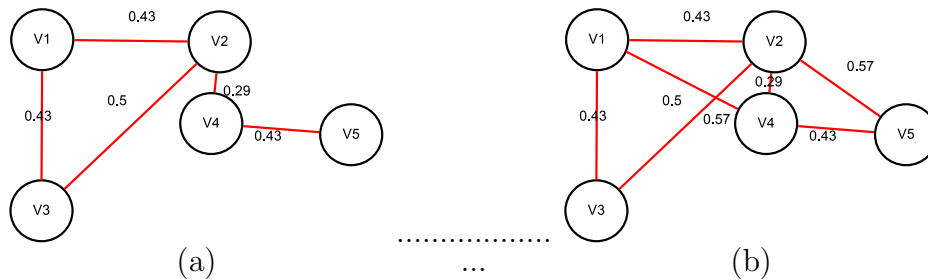 0.43
V1
V2
0.29
0.5
0.43
V4
0.43
V5
V3
(a)
..................
...
0.43
V1
V2
0.57
0.29
0.5
0.43
0.57
V4
0.43
V5
V3
(b)